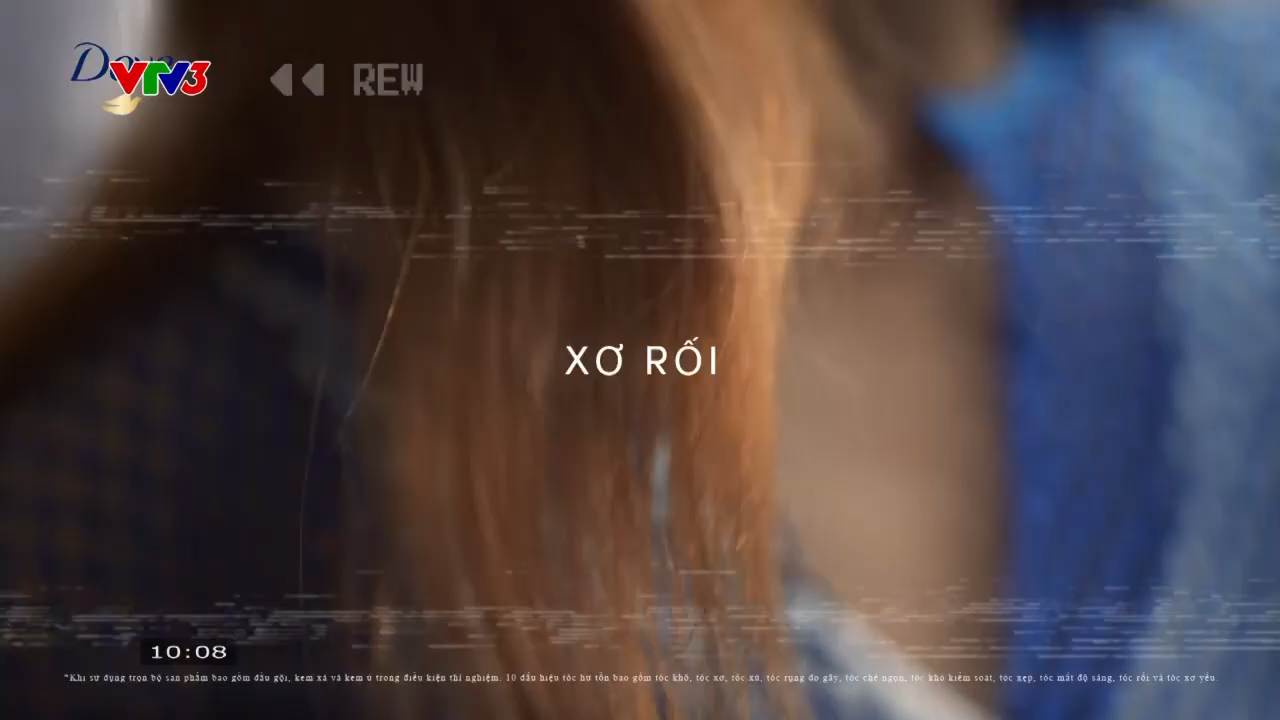 Dove
VTV3
REW
XƠ RỐI
10:08
*Khi sử dụng trọn bộ sản phẩm bao gồm dầu gội, kem xả và kem ủ trong điều kiện thí nghiệm. 10 dấu hiệu tóc hư tổn bao gồm tóc khô, tóc xơ, tóc xù, tóc rụng do gãy, tóc chẻ ngọn, tóc khó kiểm soát, tóc xẹp, tóc mất độ sáng, tóc rối và tóc xơ yếu.